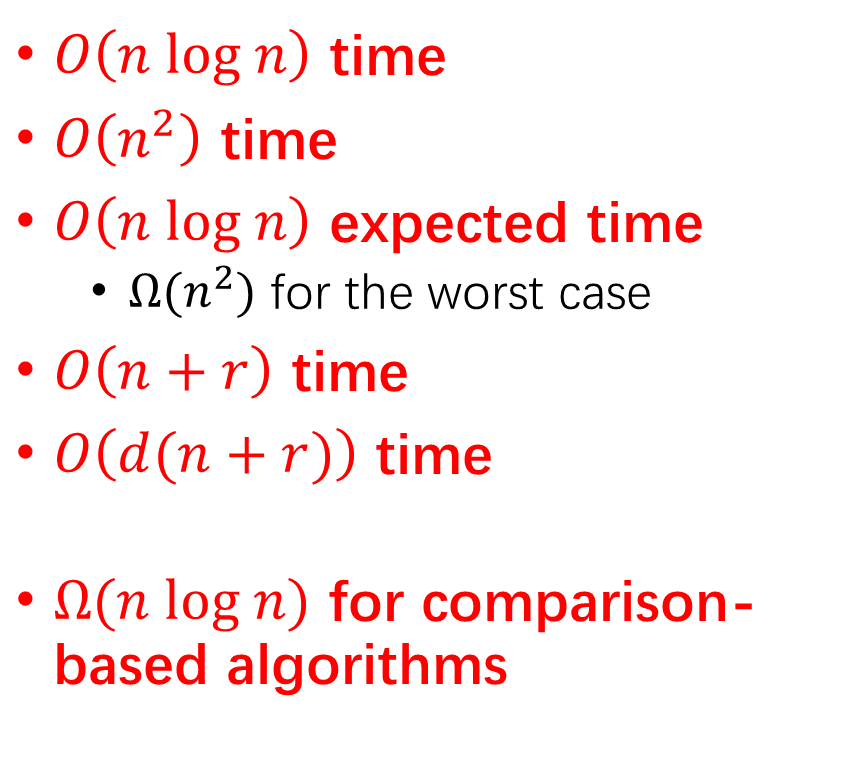 • O(n log n) time
• O(n²) time
• O(n log n) expected time
• Ω(n²) for the worst case
• O(n + r) time
• O(d(n + r)) time
• Ω(n log n) for comparison-
based algorithms